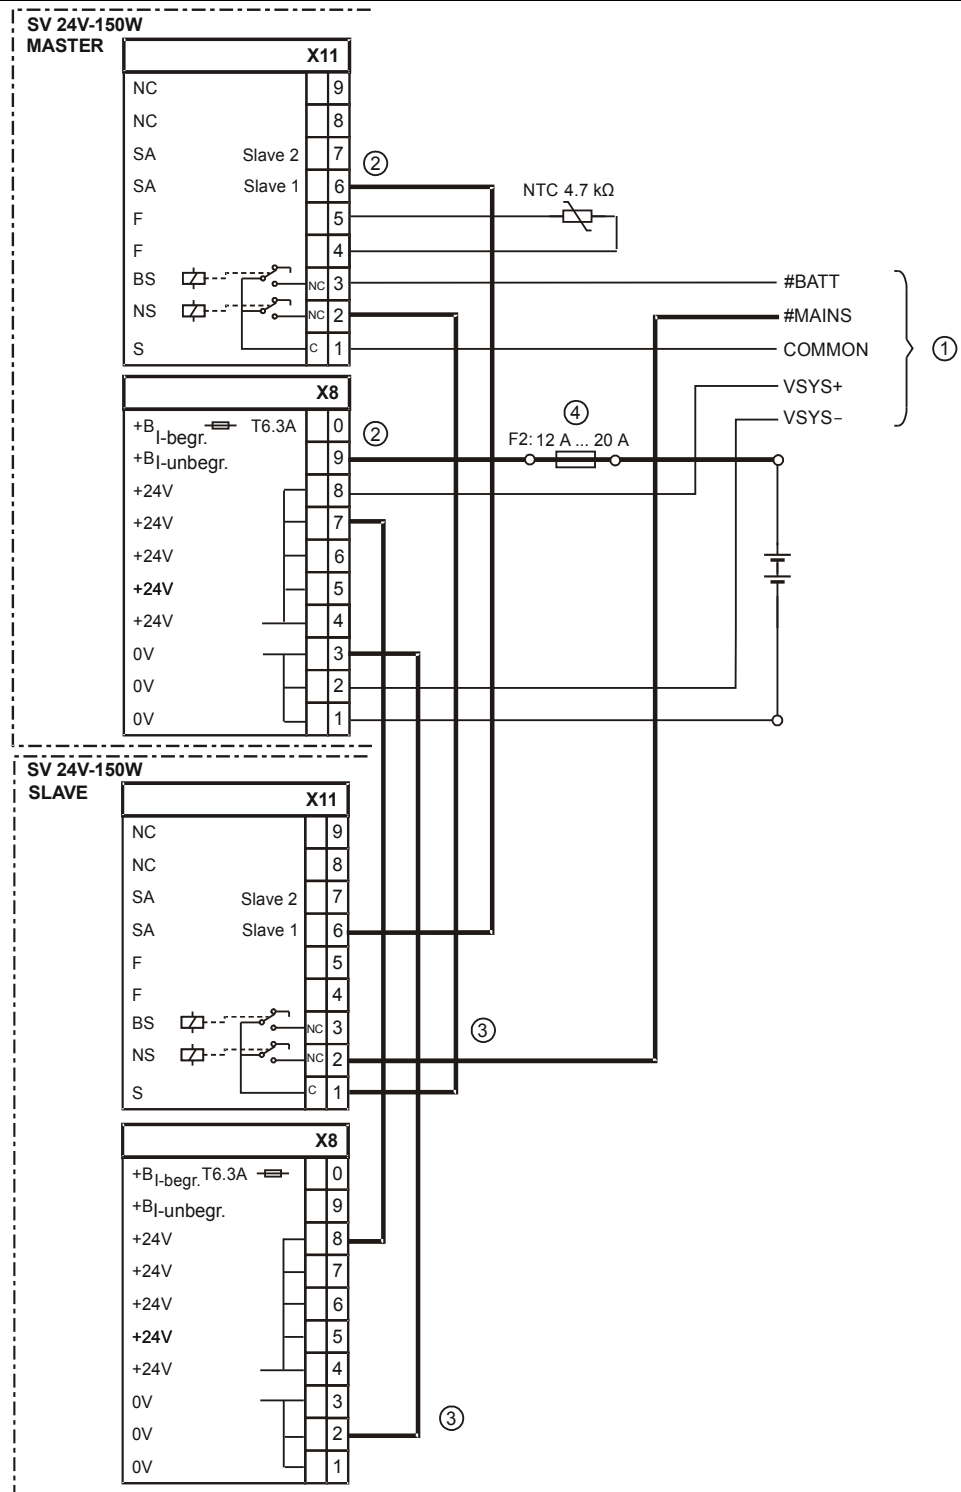 SV 24V-150W
MASTER
X11
NC 9
NC 8
SA Slave 2 7 2
SA Slave 1 6 NTC 4.7 kΩ
F 5
F 4
BS NC 3 #BATT
NS NC 2 #MAINS
S C 1 COMMON 1
X8 VSYS+
VSYS−
+B I-begr. T6.3A 0 2 4
+B I-unbegr. 9 F2: 12 A ... 20 A
+24V 8
+24V 7
+24V 6
+24V 5
+24V 4
0V 3
0V 2
0V 1
SV 24V-150W
SLAVE
X11
NC 9
NC 8
SA Slave 2 7
SA Slave 1 6
F 5
F 4
BS NC 3 3
NS NC 2
S C 1
X8
+B I-begr. T6.3A 0
+B I-unbegr. 9
+24V 8
+24V 7
+24V 6
+24V 5
+24V 4
0V 3
0V 2 3
0V 1